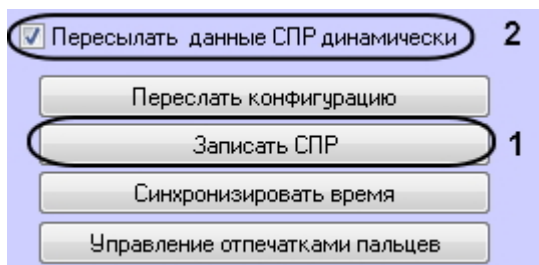 Пересылать данные СПР динамически 2
Переслать конфигурацию
Записать СПР 1
Синхронизировать время
Управление отпечатками пальцев